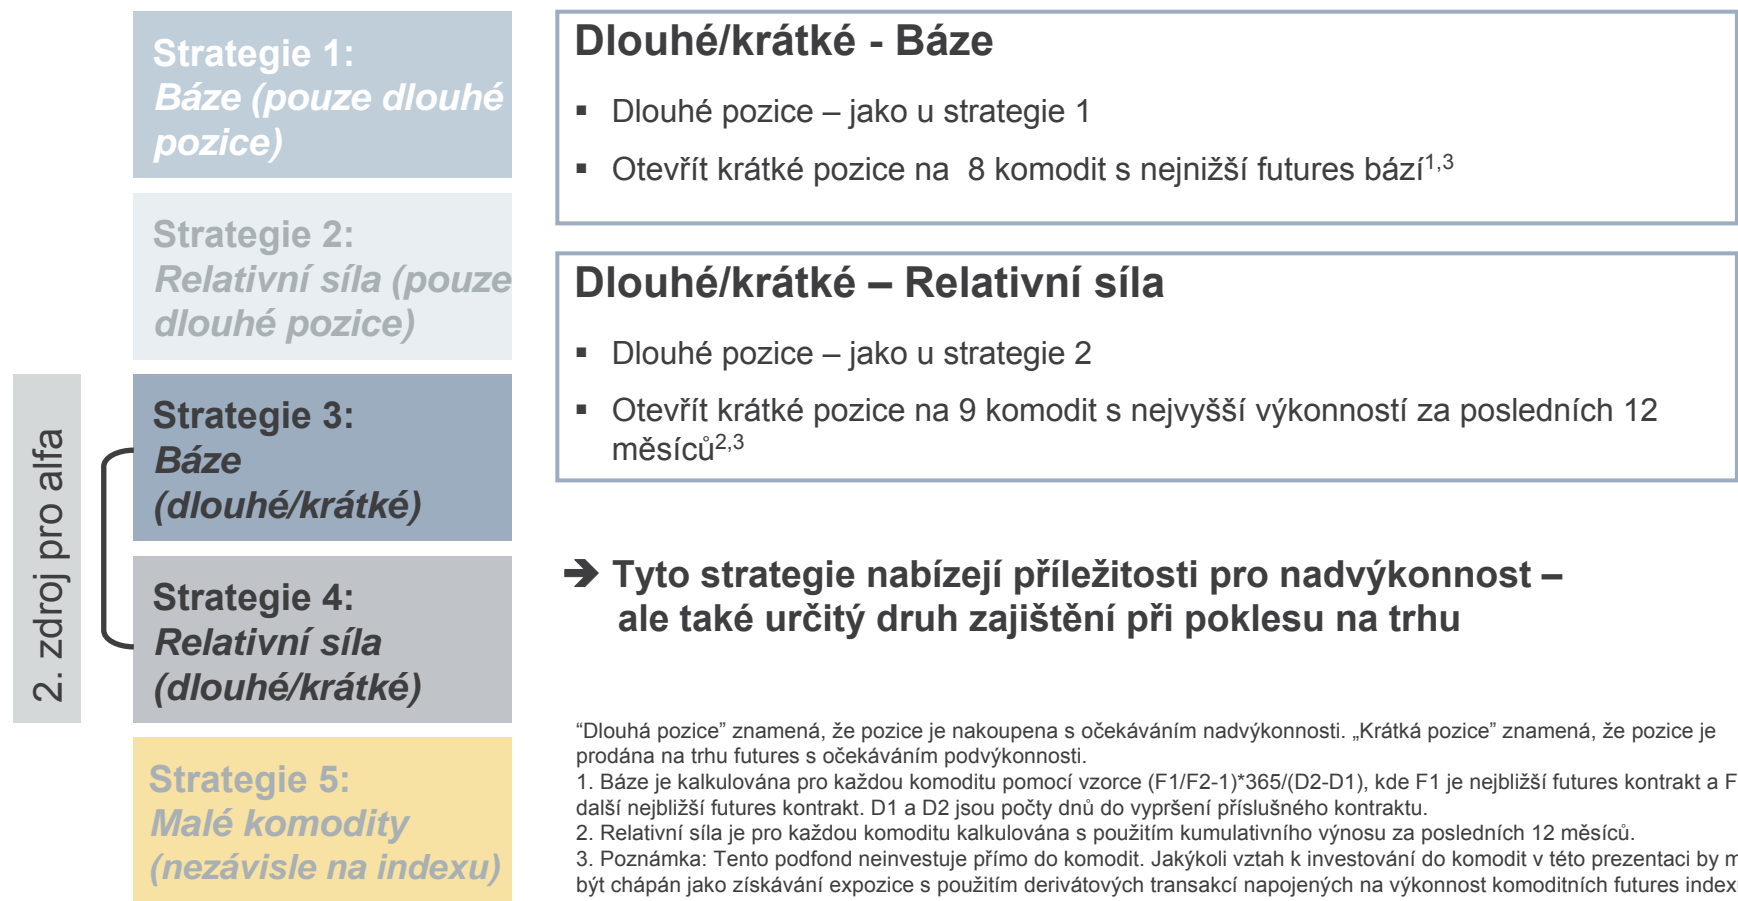 Strategie 1:
Báze (pouze dlouhé
pozice)
Strategie 2:
Relativní síla (pouze
dlouhé pozice)
2. zdroj pro alfa
Strategie 3:
Báze
(dlouhé/krátké)
Strategie 4:
Relativní síla
(dlouhé/krátké)
Strategie 5:
Malé komodity
(nezávisle na indexu)
Dlouhé/krátké - Báze
▪ Dlouhé pozice – jako u strategie 1
▪ Otevřít krátké pozice na 8 komodit s nejnižší futures bází1,3
Dlouhé/krátké – Relativní síla
▪ Dlouhé pozice – jako u strategie 2
▪ Otevřít krátké pozice na 9 komodit s nejvyšší výkonností za posledních 12
měsíců2,3
➔ Tyto strategie nabízejí příležitosti pro nadvýkonnost –
ale také určitý druh zajištění při poklesu na trhu
“Dlouhá pozice” znamená, že pozice je nakoupena s očekáváním nadvýkonnosti. „Krátká pozice” znamená, že pozice je
prodána na trhu futures s očekáváním podvýkonnosti.
1. Báze je kalkulována pro každou komoditu pomocí vzorce (F1/F2-1)*365/(D2-D1), kde F1 je nejbližší futures kontrakt a F
další nejbližší futures kontrakt. D1 a D2 jsou počty dnů do vypršení příslušného kontraktu.
2. Relativní síla je pro každou komoditu kalkulována s použitím kumulativního výnosu za posledních 12 měsíců.
3. Poznámka: Tento podfond neinvestuje přímo do komodit. Jakýkoli vztah k investování do komodit v této prezentaci by m
být chápán jako získávání expozice s použitím derivátových transakcí napojených na výkonnost komoditních futures index